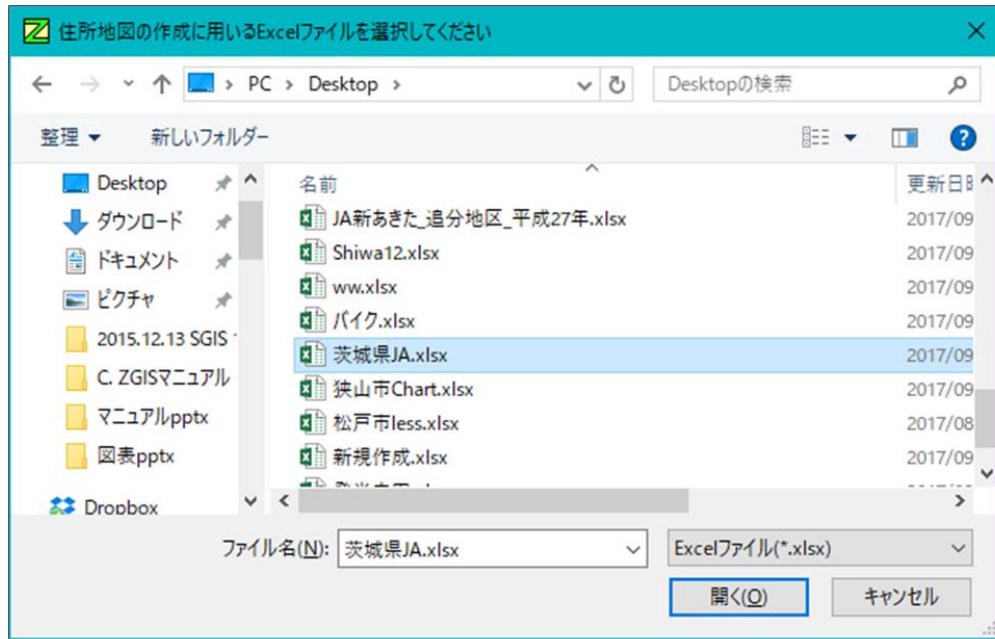 住所地図の作成に用いるExcelファイルを選択してください
PC > Desktop >
Desktopの検索
整理
新しいフォルダー
Desktop
ダウンロード
ドキュメント
ピクチャ
2015.12.13 SGIS
C. ZGISマニュアル
マニュアルpptx
図表pptx
Dropbox
名前
更新日時
JA新あきた_追分地区_平成27年.xlsx 2017/09
Shiwa12.xlsx 2017/09
ww.xlsx 2017/09
バイク.xlsx 2017/09
茨城県JA.xlsx 2017/09
狭山市Chart.xlsx 2017/09
松戸市less.xlsx 2017/08
新規作成.xlsx 2017/09
ファイル名(N): 茨城県JA.xlsx
Excelファイル(*.xlsx)
開く(O)
キャンセル